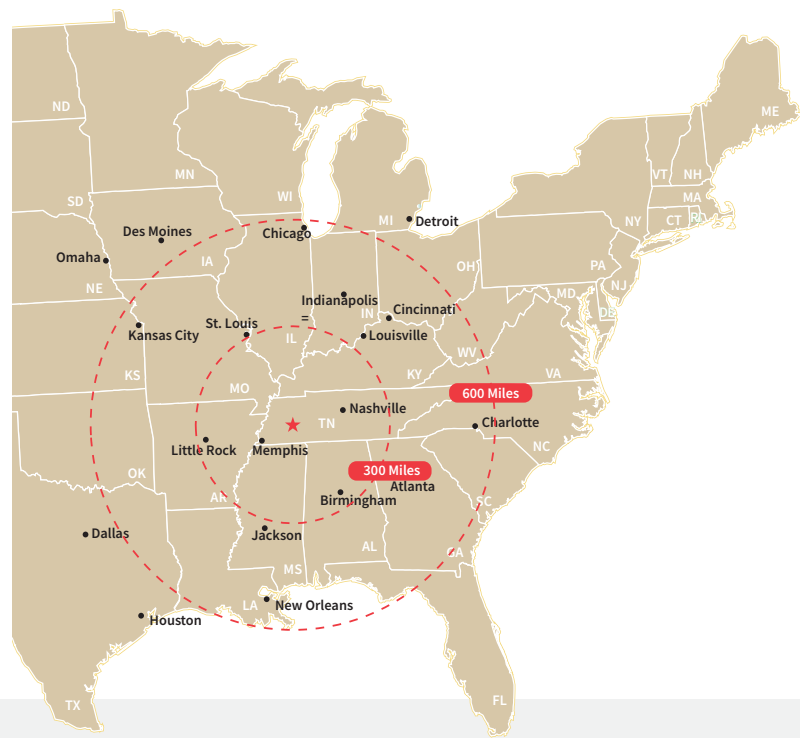 ND
ME
MN
VT
NH
WI
SD
MA
MI
Detroit
NY
CT
RO
Des Moines
Chicago
Omaha
IA
OH
PA
NE
NJ
MD
Indianapolis
Cincinnati
IN
DE
=
St. Louis
Kansas City
IL
Louisville
WV
KS
KY
VA
MO
600 Miles
Nashville
TN
Charlotte
Little Rock
Memphis
NC
300 Miles
OK
Atlanta
AR
Birmingham
SC
Dallas
Jackson
AL
GA
MS
LA
New Orleans
Houston
FL
TX